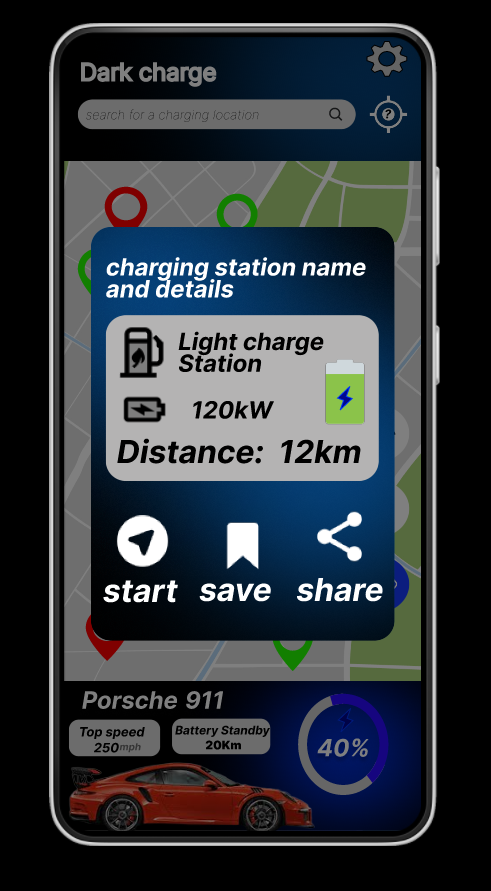 Dark charge
search for a charging location
?
charging station name
and details
Light charge
Station
120kW
Distance: 12km
start save share
Porsche 911
Top speed
250mph
Battery Standby
20Km
40%